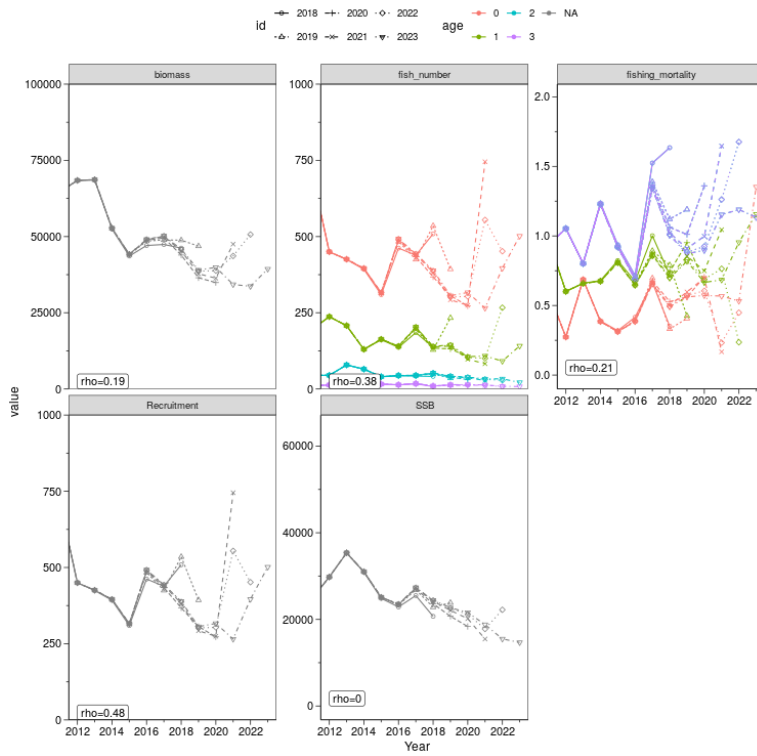 id 2018 2020 2022 age 0 2 NA
2019 2021 2023 1 3
biomass fish_number fishing_mortality
100000 1000 2.0
75000 750 1.5
50000 500 1.0
25000 250 0.5
0 0 0.0
rho=0.19 rho=0.38 rho=0.21
2012 2014 2016 2018 2020 2022
value
Recruitment SSB
1000 60000
750 40000
500 20000
250 0
0
rho=0.48 rho=0
2012 2014 2016 2018 2020 2022 2012 2014 2016 2018 2020 2022
Year